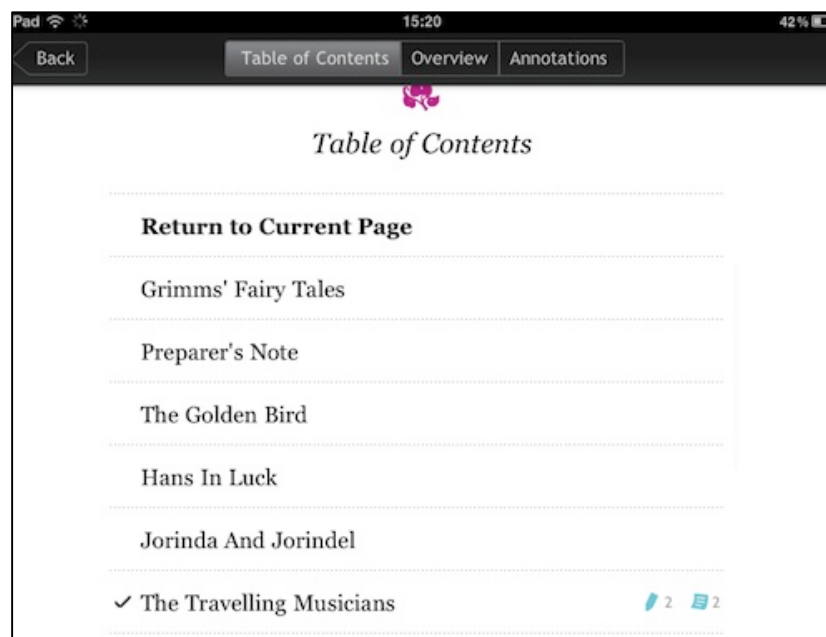 Pad 15:20 42%
Back Table of Contents Overview Annotations
Table of Contents
Return to Current Page
Grimms' Fairy Tales
Preparer's Note
The Golden Bird
Hans In Luck
Jorinda And Jorindel
The Travelling Musicians 2 2